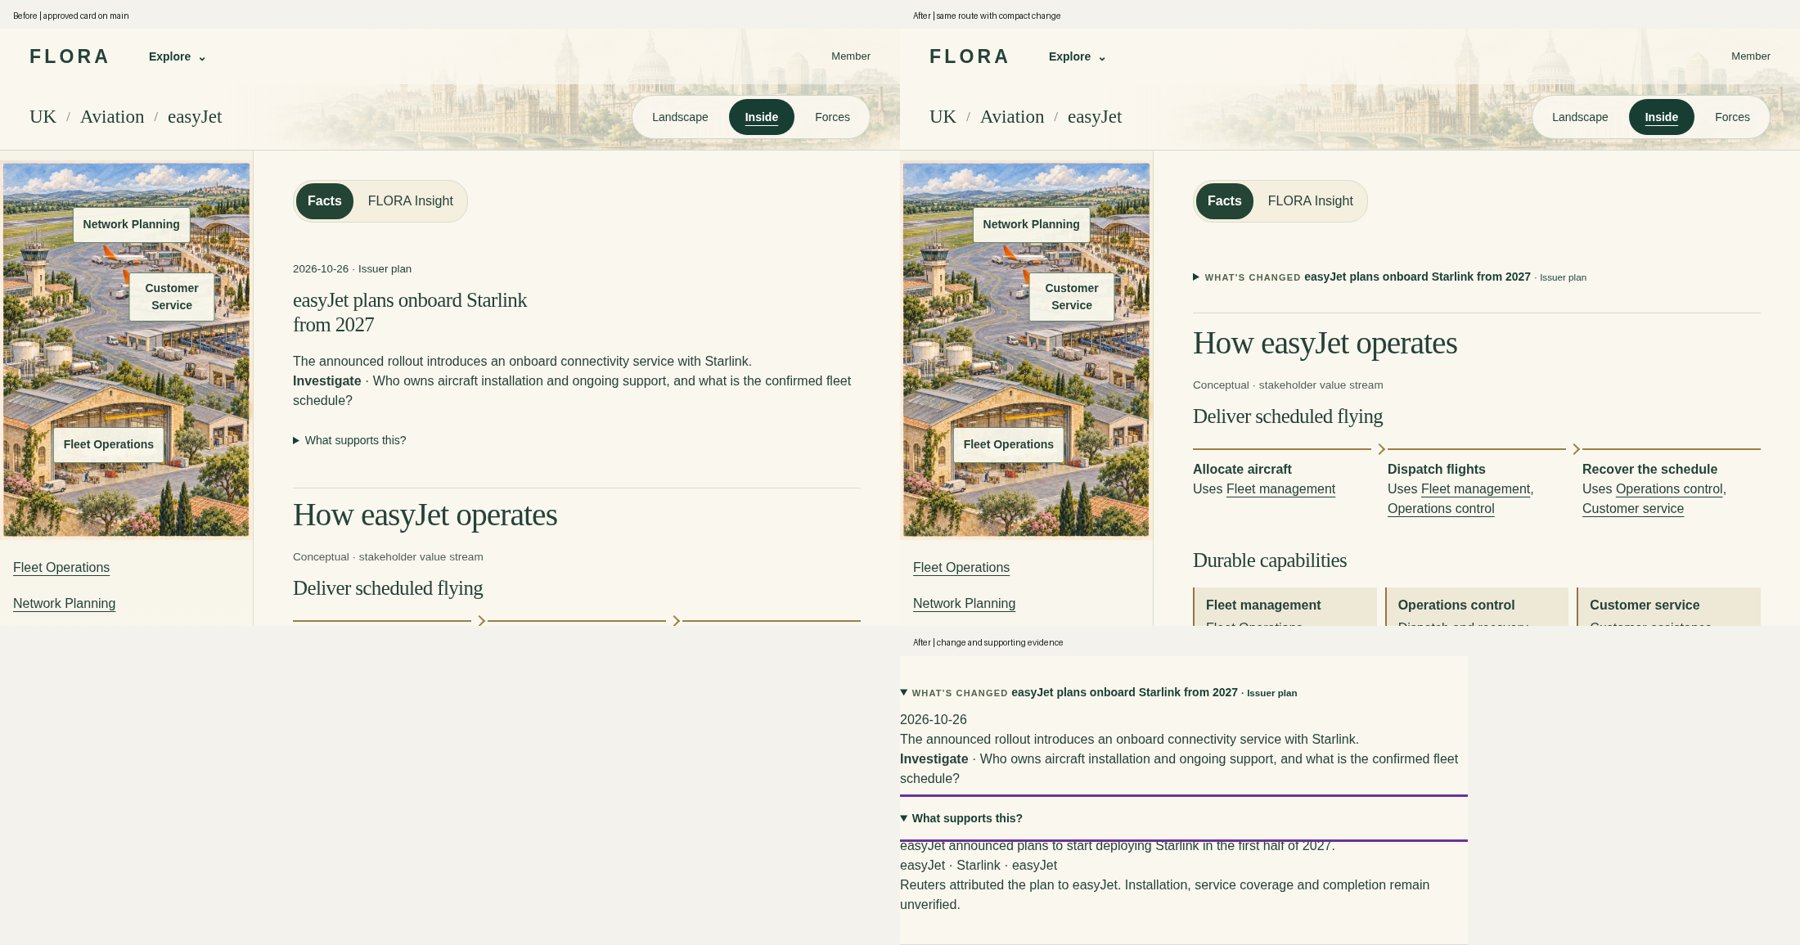 Before | approved card on main
FLORA
Explore
Member
UK / Aviation / easyJet
Landscape
Inside
Forces
Network Planning
Customer
Service
Fleet Operations
Fleet Operations
Network Planning
Facts
FLORA Insight
2026-10-26 · Issuer plan
easyJet plans onboard Starlink
from 2027
The announced rollout introduces an onboard connectivity service with Starlink.
Investigate · Who owns aircraft installation and ongoing support, and what is the confirmed fleet
schedule?
What supports this?
How easyJet operates
Conceptual · stakeholder value stream
Deliver scheduled flying
After | same route with compact change
FLORA
Explore
Member
UK / Aviation / easyJet
Landscape
Inside
Forces
Network Planning
Customer
Service
Fleet Operations
Fleet Operations
Network Planning
Facts
FLORA Insight
WHAT'S CHANGED easyJet plans onboard Starlink from 2027 · Issuer plan
How easyJet operates
Conceptual · stakeholder value stream
Deliver scheduled flying
Allocate aircraft
Uses Fleet management
Dispatch flights
Uses Fleet management,
Operations control
Recover the schedule
Uses Operations control,
Customer service
Durable capabilities
Fleet management
Fleet Operations
Operations control
Dispatch and recovery
Customer service
Customer assistance
After | change and supporting evidence
WHAT'S CHANGED easyJet plans onboard Starlink from 2027 · Issuer plan
2026-10-26
The announced rollout introduces an onboard connectivity service with Starlink.
Investigate · Who owns aircraft installation and ongoing support, and what is the confirmed fleet
schedule?
What supports this?
easyJet announced plans to start deploying Starlink in the first half of 2027.
easyJet · Starlink · easyJet
Reuters attributed the plan to easyJet. Installation, service coverage and completion remain
unverified.